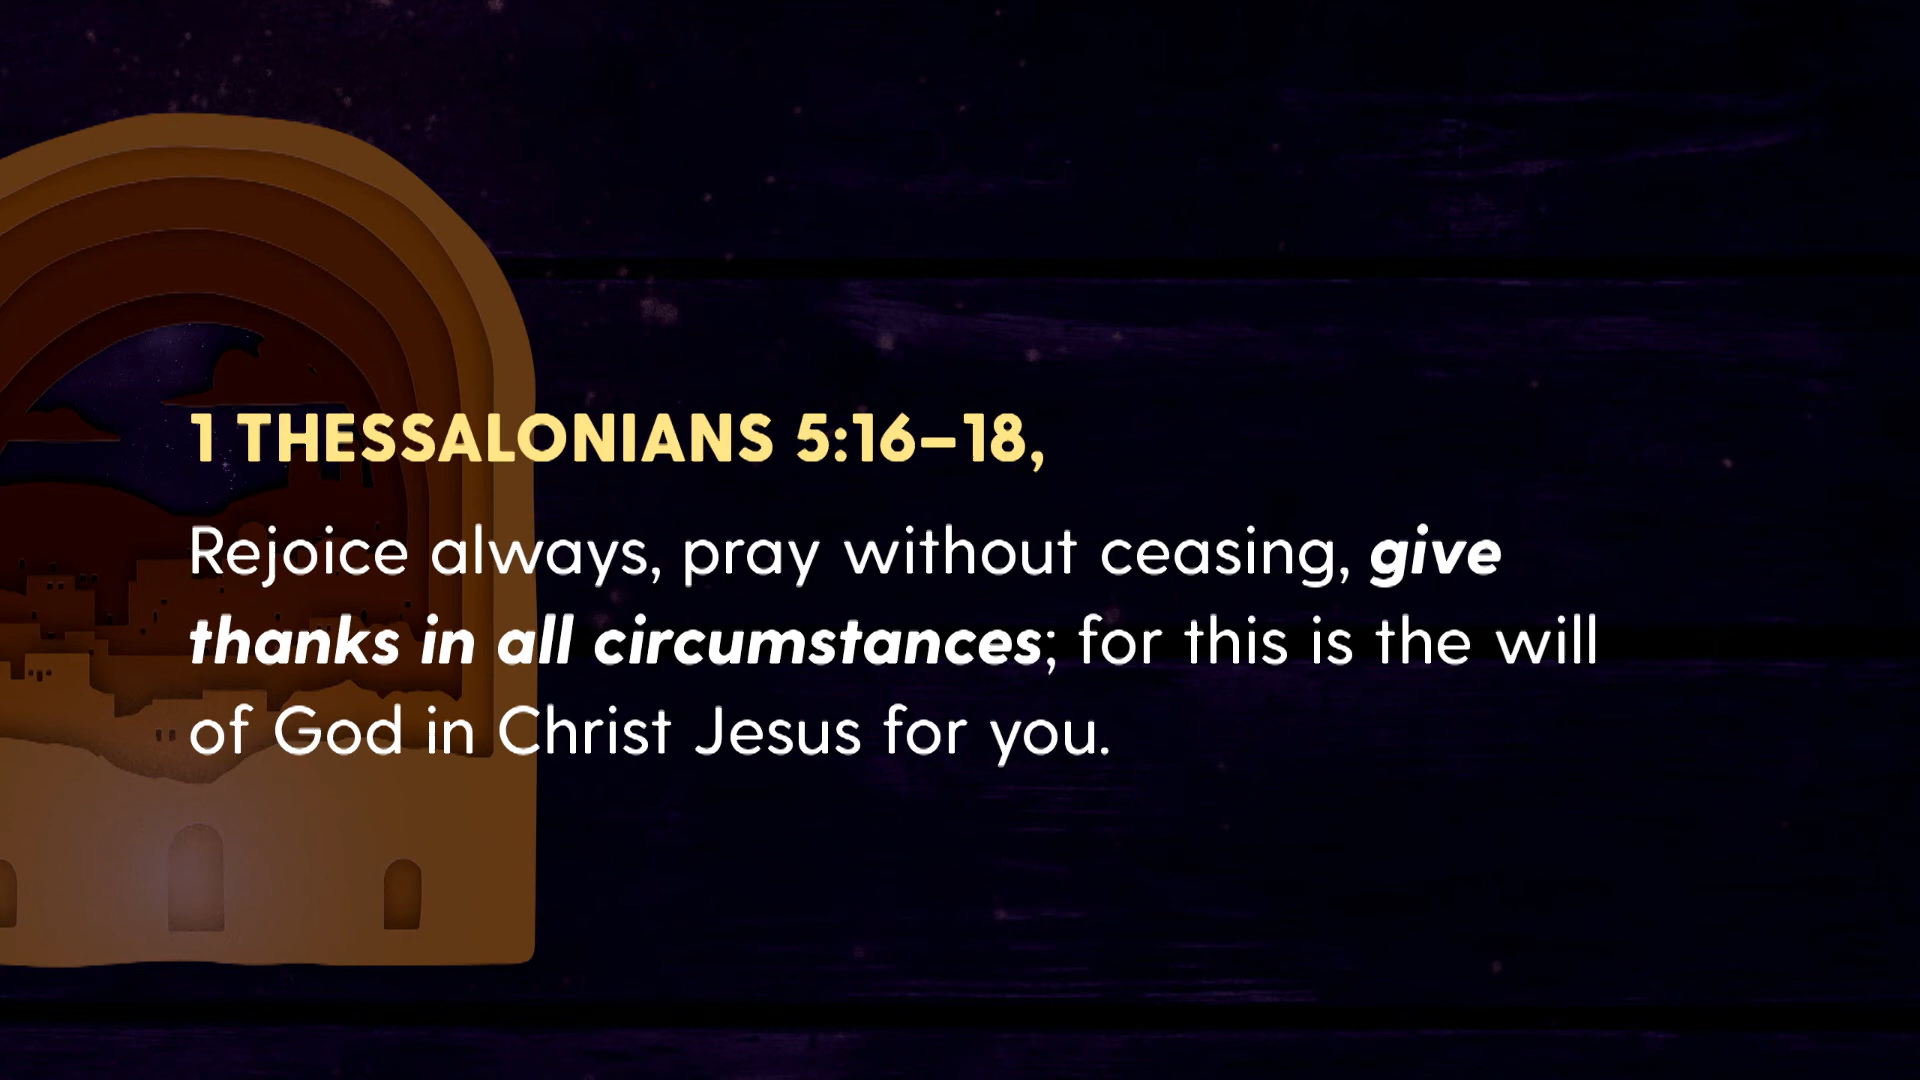 1 THESSALONIANS 5:16–18,
Rejoice always, pray without ceasing, give
thanks in all circumstances; for this is the will
of God in Christ Jesus for you.